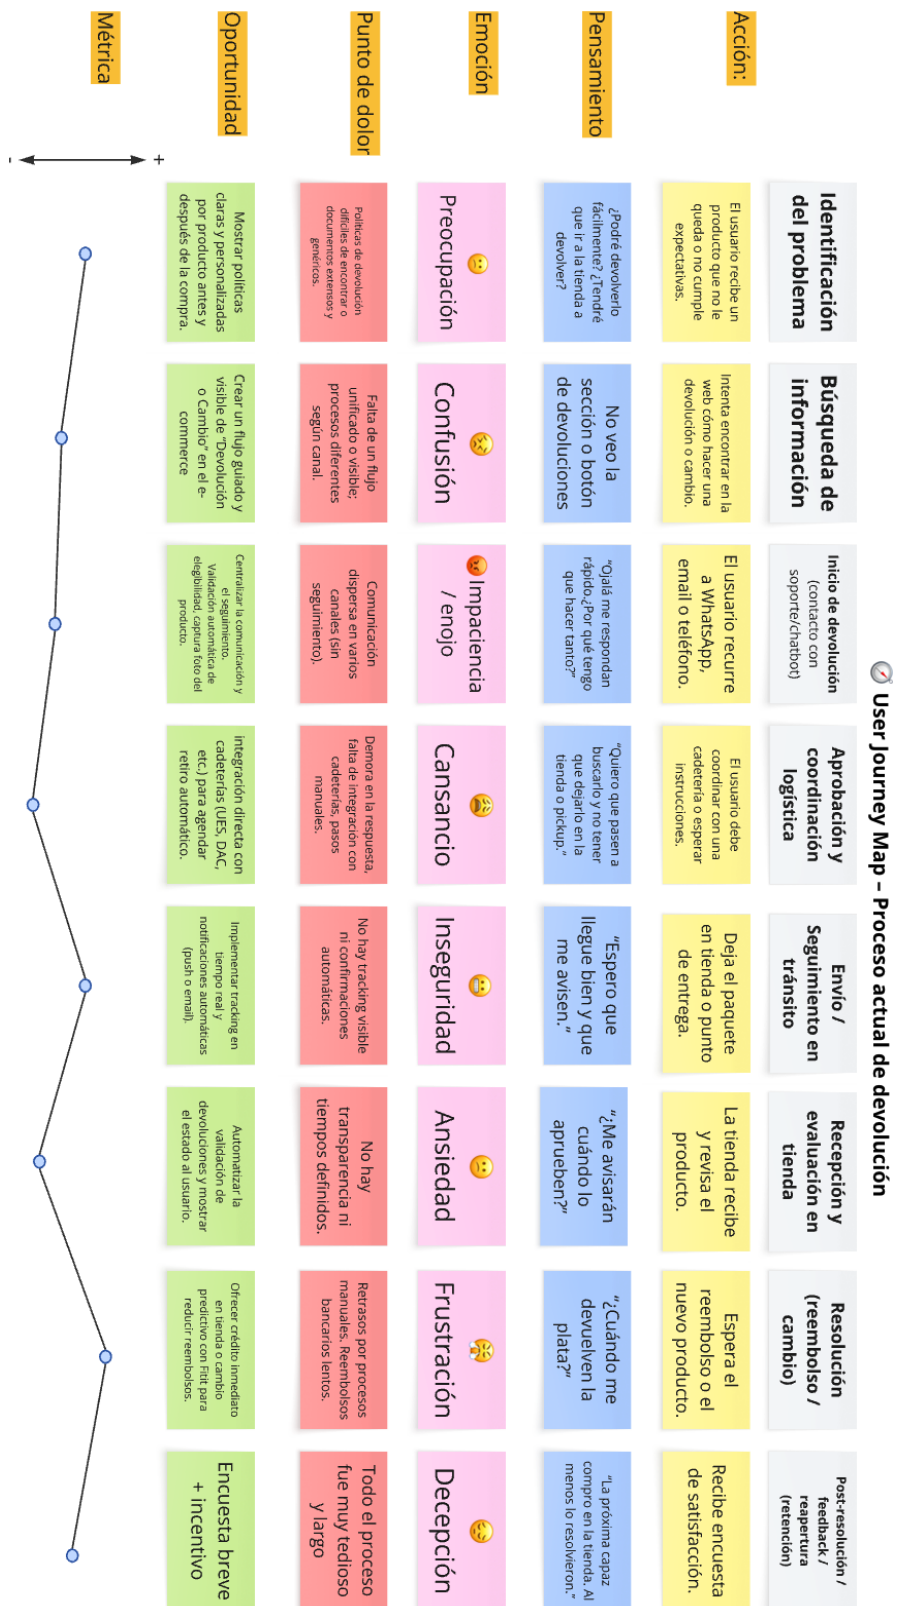 🧭 User Journey Map – Proceso actual de devolución
Identificación
del problema
Búsqueda de
información
Inicio de devolución
(contacto con
soporte/chatbot)
Aprobación y
coordinación
logística
Envío /
Seguimiento en
tránsito
Recepción y
evaluación en
tienda
Resolución
(reembolso /
cambio)
Post-resolución /
feedback /
reapertura
(retención)
Acción:
El usuario recibe un
producto que no le
queda o no cumple
expectativas.
Intenta encontrar en la
web cómo hacer una
devolución o cambio.
El usuario recurre
a WhatsApp,
email o teléfono.
El usuario debe
coordinar con una
cadetería o esperar
instrucciones.
Deja el paquete
en tienda o punto
de entrega.
La tienda recibe
y revisa el
producto.
Espera el
reembolso o el
nuevo producto.
Recibe encuesta
de satisfacción.
Pensamiento
¿Podré devolverlo
fácilmente? ¿Tendré
que ir a la tienda a
devolver?
No veo la
sección o botón
de devoluciones
“Ojalá me respondan
rápido.¿Por qué tengo
que hacer tanto?”
“Quiero que pasen a
buscarlo y no tener
que dejarlo en la
tienda o pickup.”
“Espero que
llegue bien y que
me avisen.”
“¿Me avisarán
cuándo lo
aprueben?”
“¿Cuándo me
devuelven la
plata?”
“La próxima capaz
compro en la tienda. Al
menos lo resolvieron.”
Emoción
Preocupación
Confusión
Impaciencia
/ enojo
Cansancio
Inseguridad
Ansiedad
Frustración
Decepción
Punto de dolor
Políticas de devolución
difíciles de encontrar o
documentos extensos y
genéricos.
Falta de un flujo
unificado o visible;
procesos diferentes
según canal.
Comunicación
dispersa en varios
canales (sin
seguimiento).
Demora en la respuesta,
falta de integración con
cadeterías, pasos
manuales.
No hay tracking visible
ni confirmaciones
automáticas.
No hay
transparencia ni
tiempos definidos.
Retrasos por procesos
manuales. Reembolsos
bancarios lentos.
Todo el proceso
fue muy tedioso
y largo
Oportunidad
Mostrar políticas
claras y personalizadas
por producto antes y
después de la compra.
Crear un flujo guiado y
visible de “Devolución
o Cambio” en el e-
commerce
Centralizar la comunicación y
el seguimiento.
Validación automática de
elegibilidad, captura foto del
producto.
integración directa con
cadeterías (UES, DAC,
etc.) para agendar
retiro automático.
Implementar tracking en
tiempo real y
notificaciones automáticas
(push o email).
Automatizar la
validación de
devoluciones y mostrar
el estado al usuario.
Ofrecer crédito inmediato
en tienda o cambio
predictivo con Fitit para
reducir reembolsos.
Encuesta breve
+ incentivo
Métrica
+
-